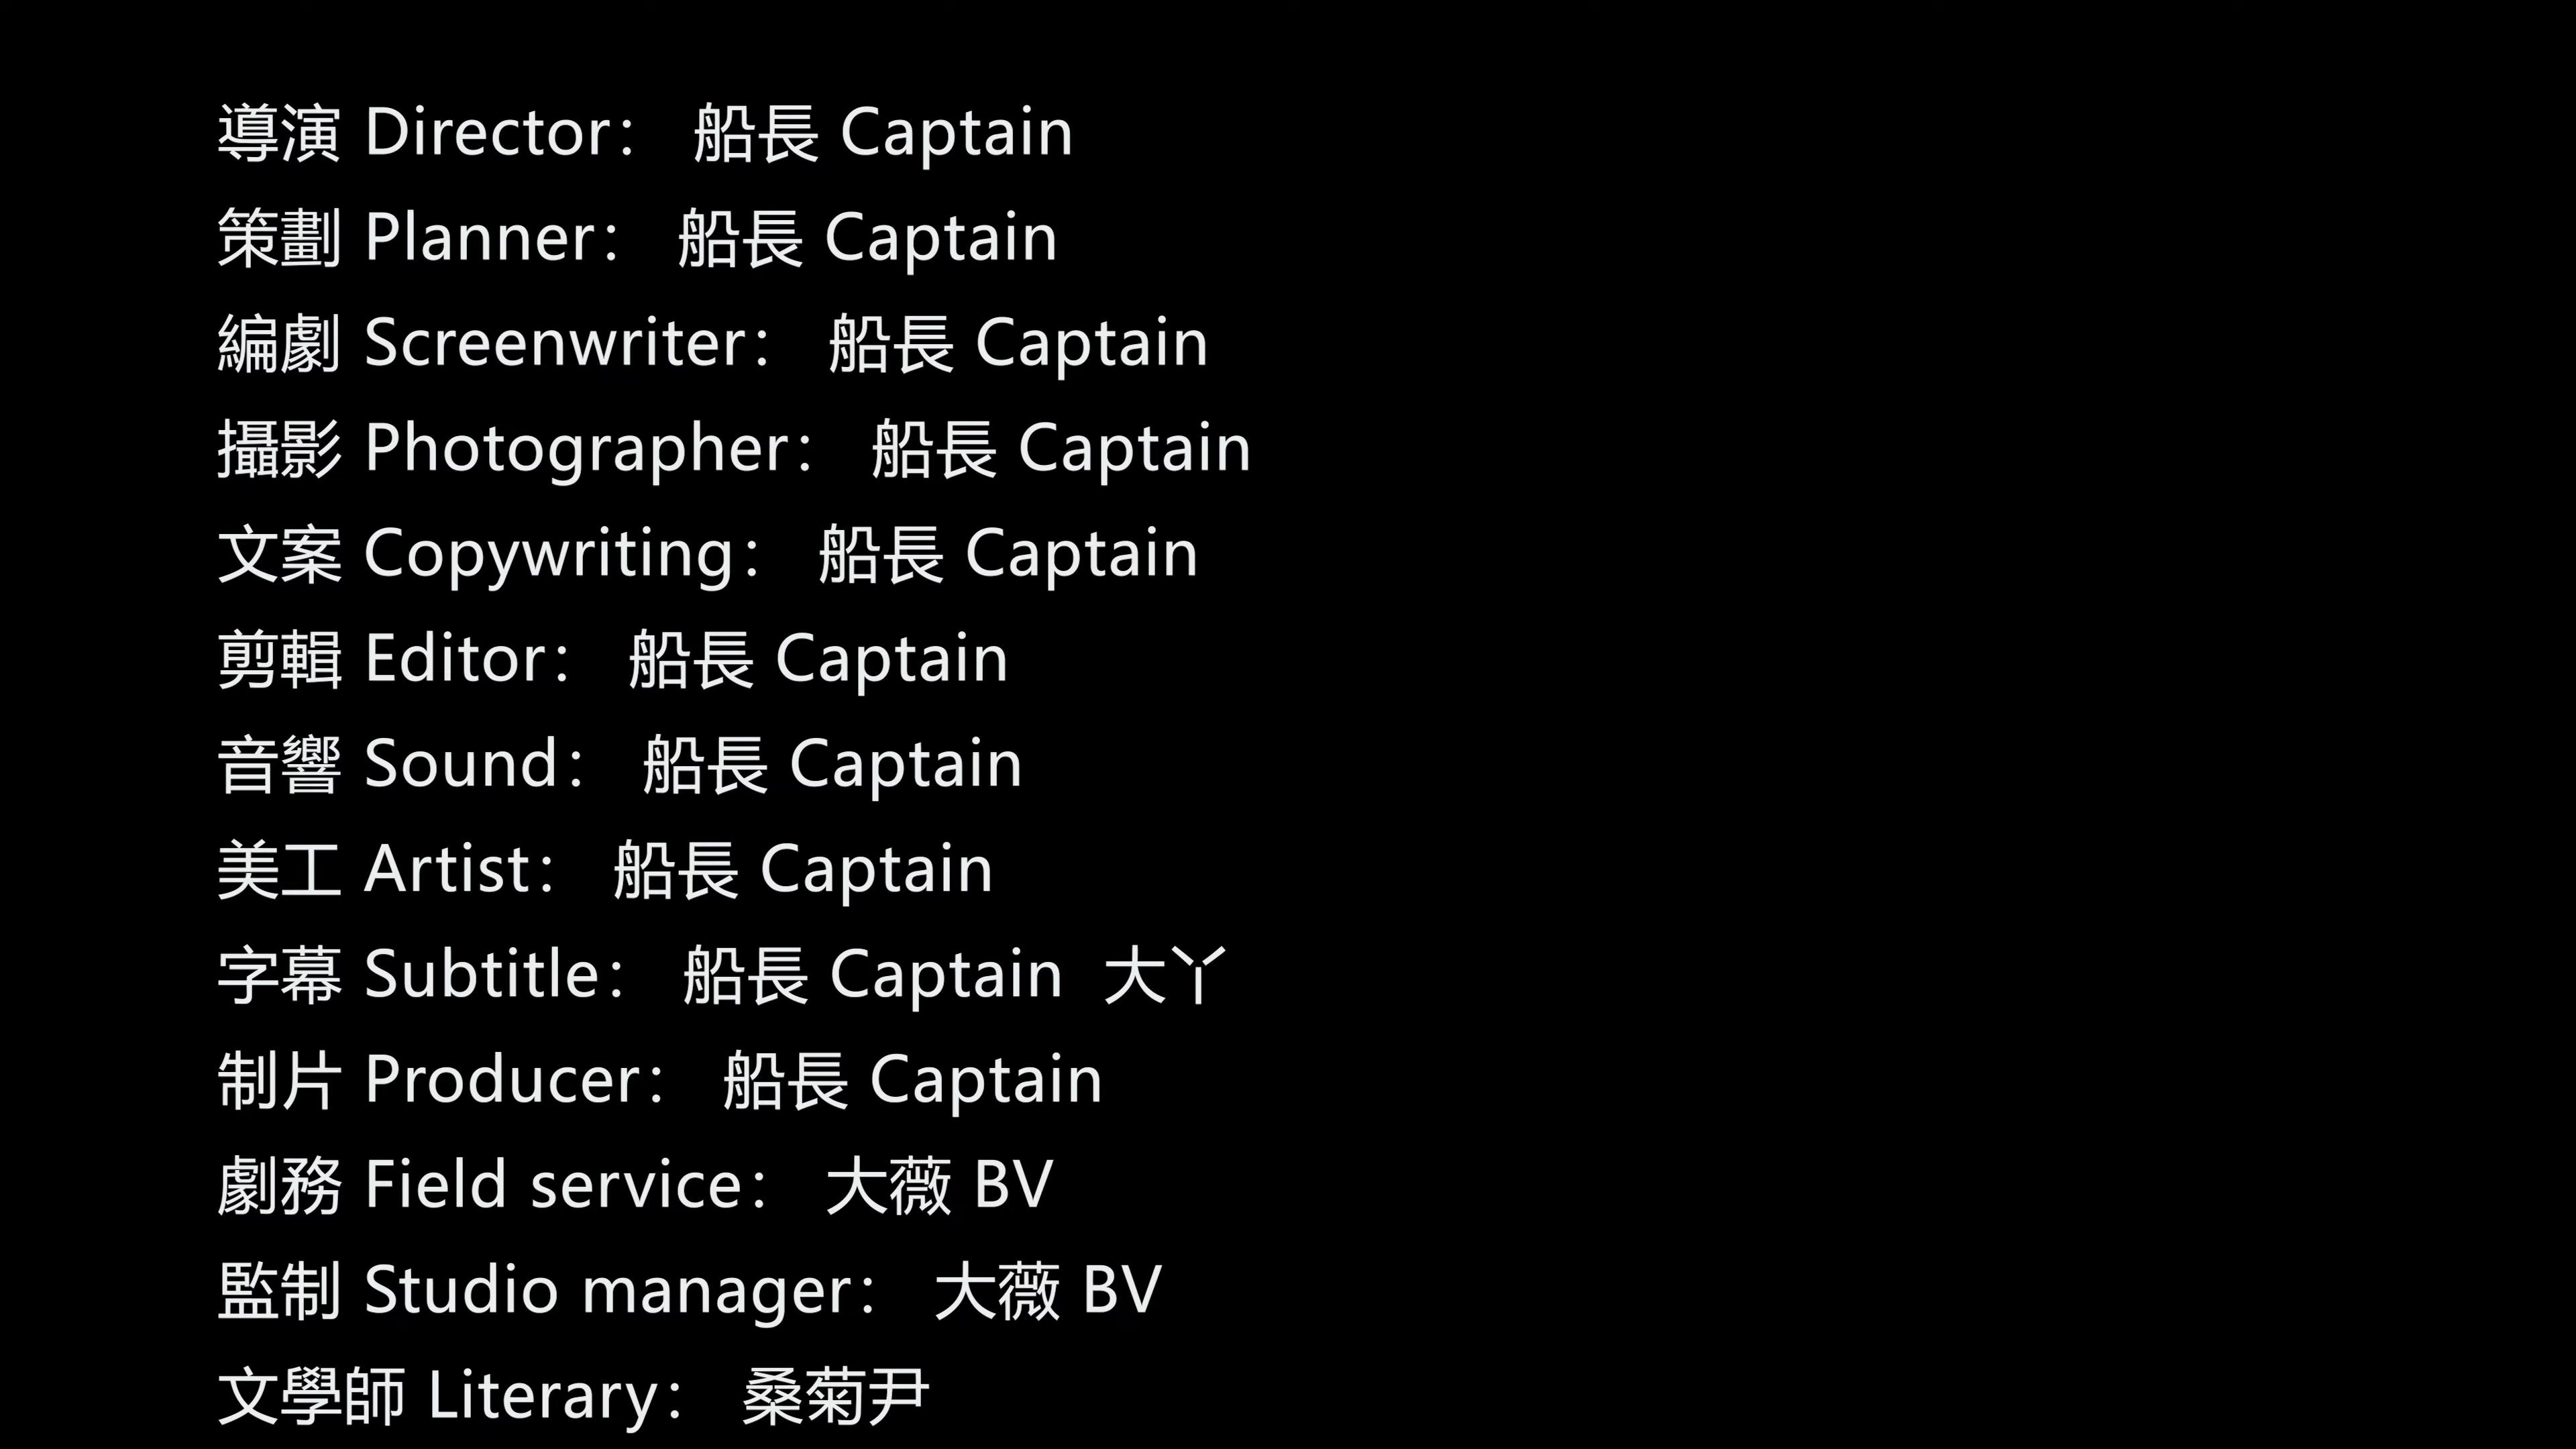 導演 Director： 船長 Captain
策劃 Planner： 船長 Captain
編劇 Screenwriter： 船長 Captain
攝影 Photographer： 船長 Captain
文案 Copywriting： 船長 Captain
剪輯 Editor： 船長 Captain
音響 Sound： 船長 Captain
美工 Artist： 船長 Captain
字幕 Subtitle： 船長 Captain 大丫
制片 Producer： 船長 Captain
劇務 Field service： 大薇 BV
監制 Studio manager： 大薇 BV
文學師 Literary： 桑菊尹